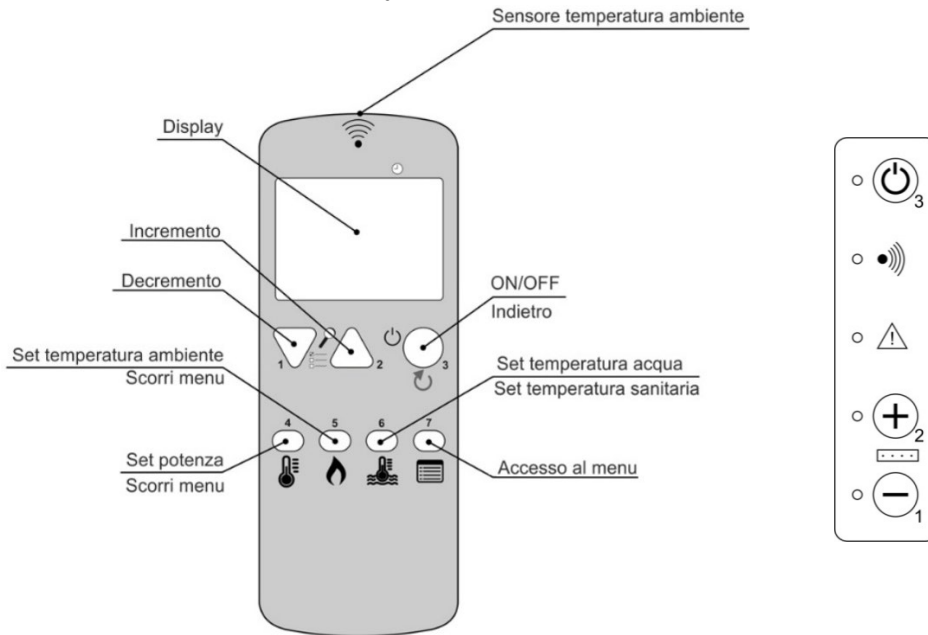 Sensore temperatura ambiente
Display
Incremento
Decremento
ON/OFF
Indietro
1
2
3
Set temperatura ambiente
Scorri menu
Set temperatura acqua
Set temperatura sanitaria
4 5 6 7
Set potenza
Scorri menu
Accesso al menu
3
2
1